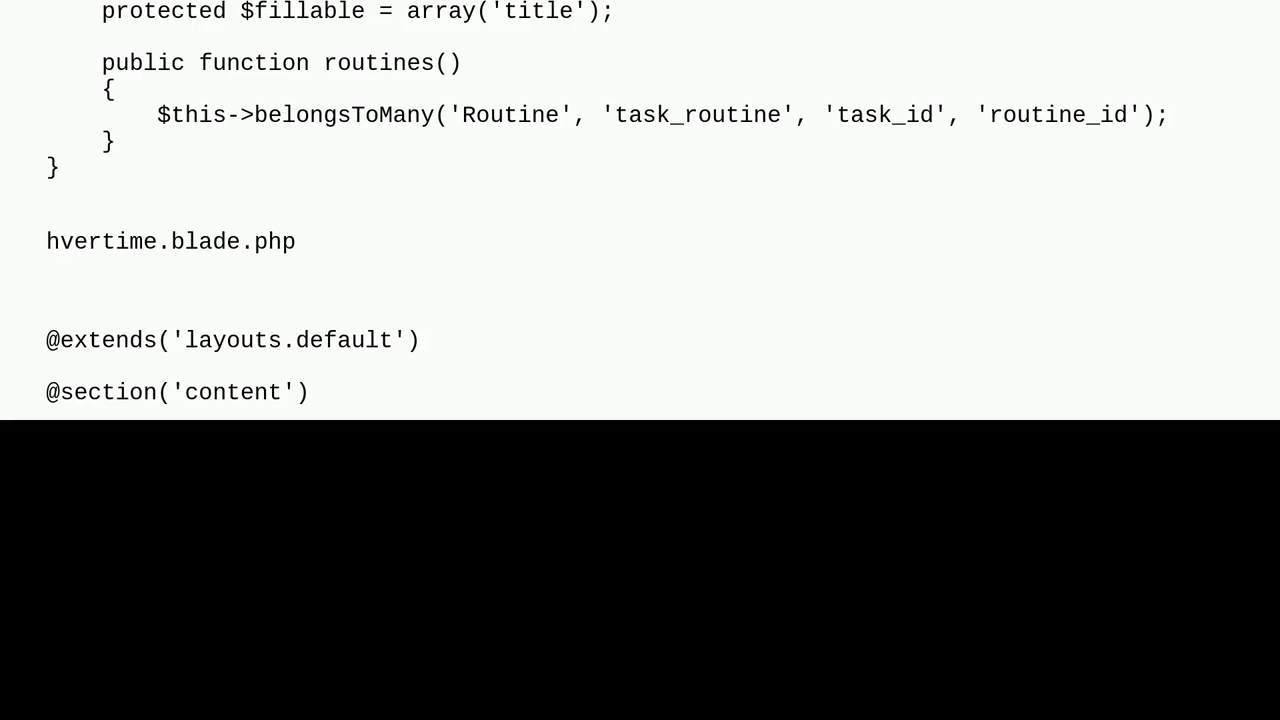 protected $fillable = array('title');

    public function routines()
    {
        $this->belongsToMany('Routine', 'task_routine', 'task_id', 'routine_id');
    }
}

hvertime.blade.php

@extends('layouts.default')

@section('content')